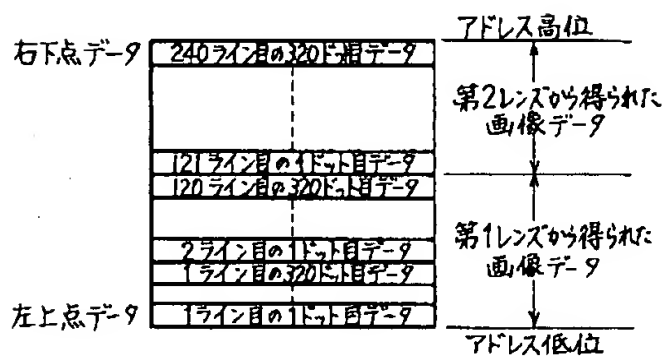 アドレス高位
右下点データ
240ライン目の320ドット目データ
第2レンズから得られた
画像データ
121ライン目の1ドット目データ
120ライン目の320ドット目データ
第1レンズから得られた
画像データ
2ライン目の1ドット目データ
1ライン目の320ドット目データ
左上点データ
1ライン目の1ドット目データ
アドレス低位